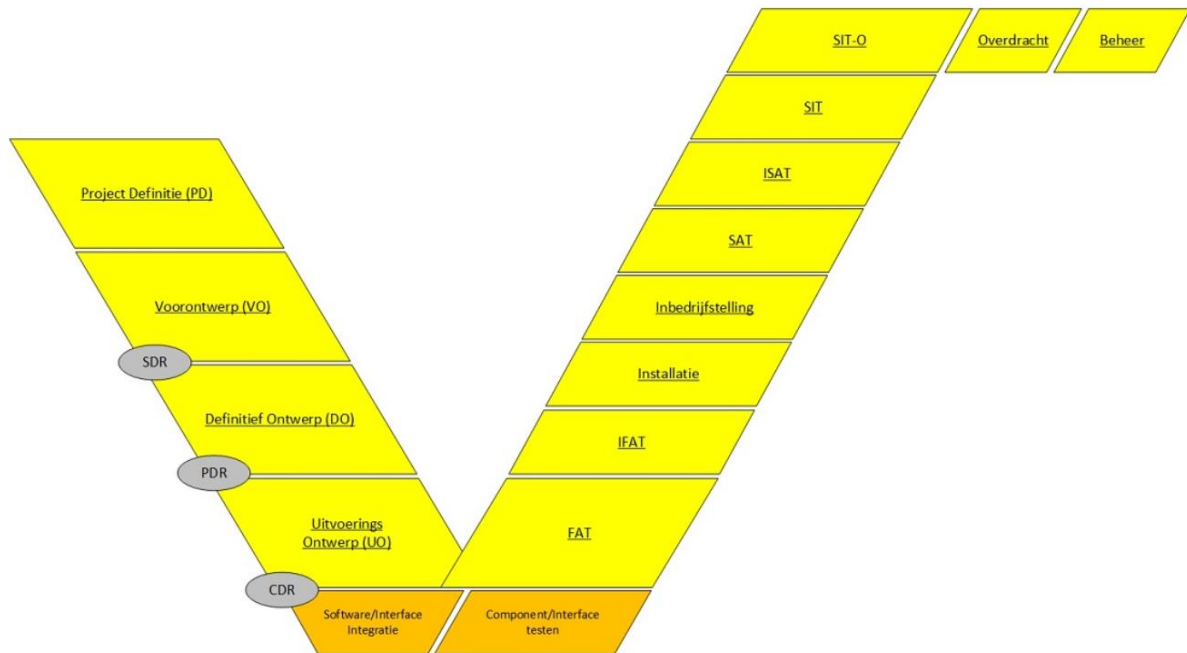 SIT-O
Overdracht
Beheer
SIT
ISAT
SAT
Inbedrijfstelling
Installatie
IFAT
FAT
Project Definitie (PD)
Voorontwerp (VO)
SDR
Definitief Ontwerp (DO)
PDR
Uitvoerings
Ontwerp (UO)
CDR
Software/Interface
Integratie
Component/Interface
testen